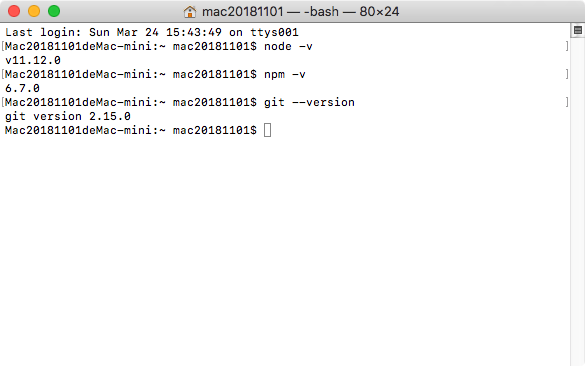 mac20181101 — -bash — 80×24
Last login: Sun Mar 24 15:43:49 on ttys001
[Mac20181101deMac-mini:~ mac20181101$ node -v]
v11.12.0
[Mac20181101deMac-mini:~ mac20181101$ npm -v]
6.7.0
[Mac20181101deMac-mini:~ mac20181101$ git --version]
git version 2.15.0
Mac20181101deMac-mini:~ mac20181101$